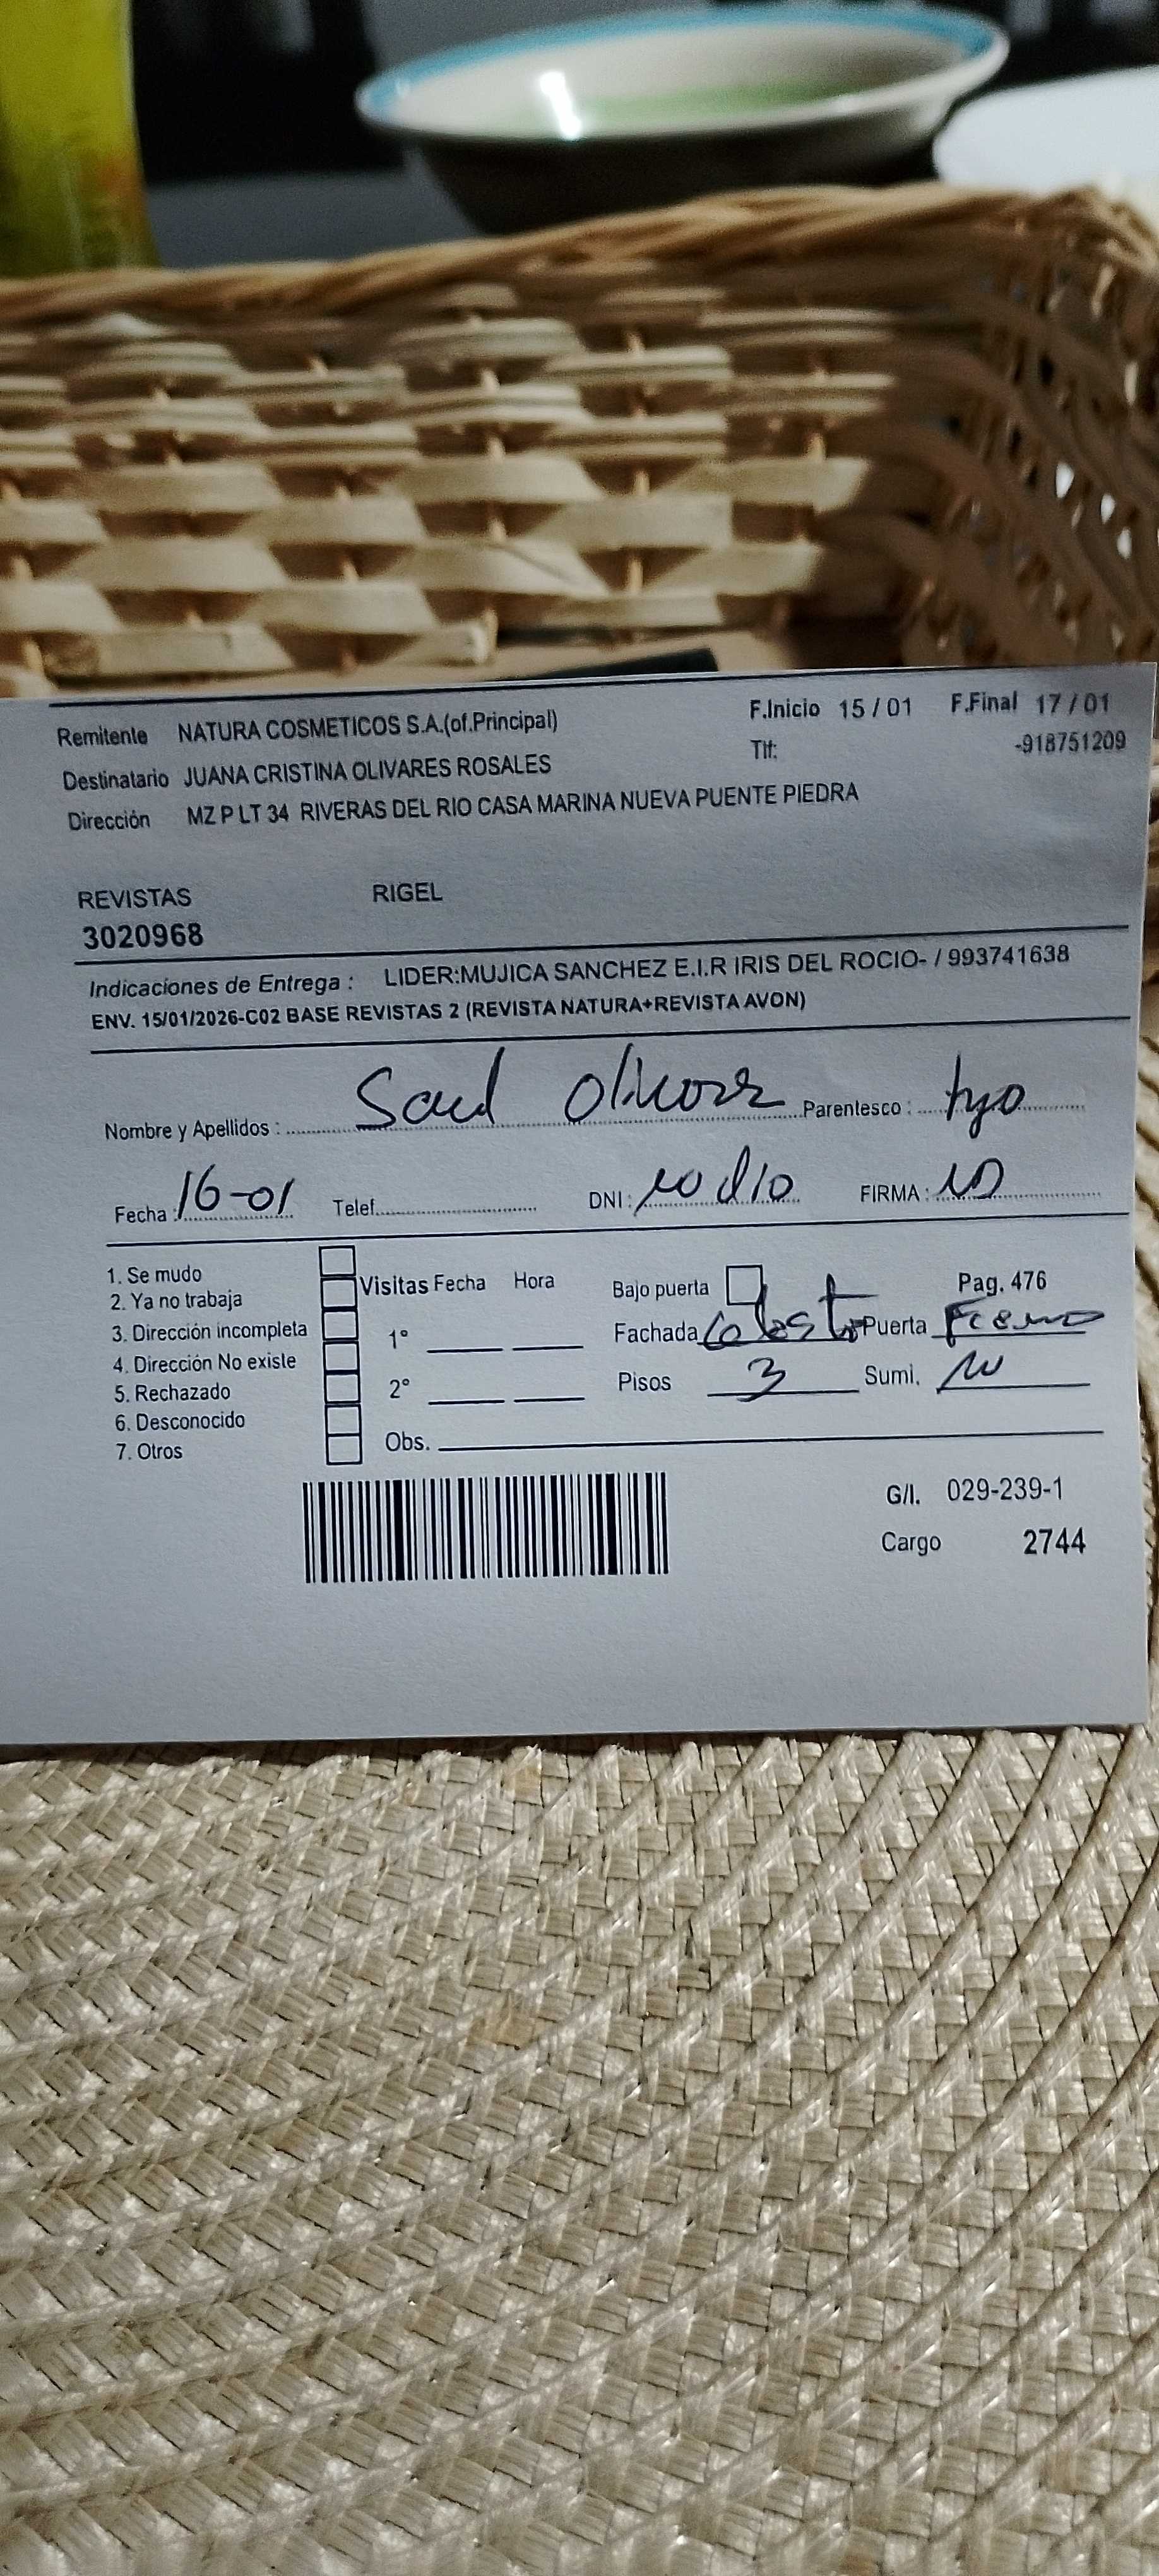 Remitente NATURA COSMETICOS S.A.(of.Principal) F.Inicio 15 / 01 F.Final 17 / 01
Destinatario JUANA CRISTINA OLIVARES ROSALES Tlf: -918751209
Dirección MZ P LT 34 RIVERAS DEL RIO CASA MARINA NUEVA PUENTE PIEDRA
REVISTAS RIGEL
3020968
Indicaciones de Entrega : LIDER:MUJICA SANCHEZ E.I.R IRIS DEL ROCIO- / 993741638
ENV. 15/01/2026-C02 BASE REVISTAS 2 (REVISTA NATURA+REVISTA AVON)
Nombre y Apellidos : Saul Parentesco :
Fecha : 16-01 Telef. DNI : no dio FIRMA :
1. Se mudo
2. Ya no trabaja Visitas Fecha Hora Bajo puerta Pag. 476
3. Dirección incompleta 1° Fachada Celeste Puerta Fierro
4. Dirección No existe
5. Rechazado 2° Pisos 3 Sumi.
6. Desconocido
7. Otros Obs.
G/I. 029-239-1
Cargo 2744